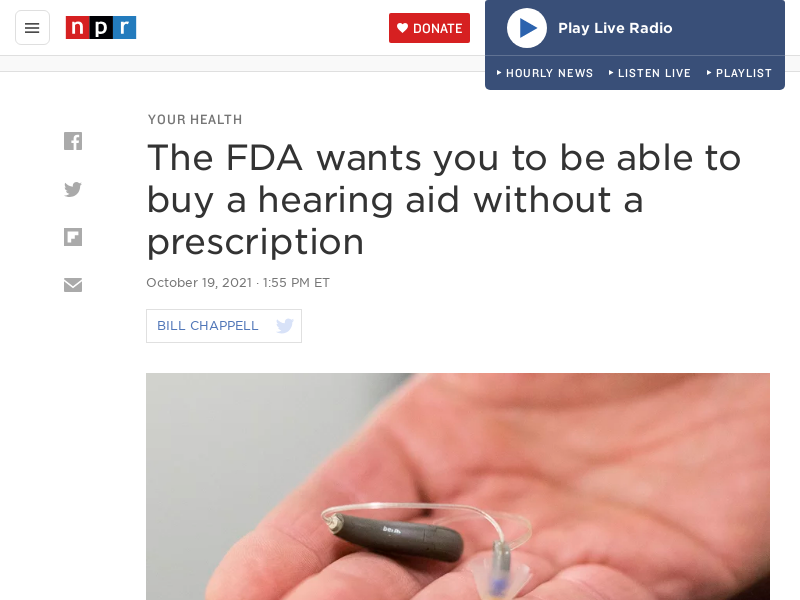 npr
DONATE
Play Live Radio
HOURLY NEWS
LISTEN LIVE
PLAYLIST
YOUR HEALTH
The FDA wants you to be able to
buy a hearing aid without a
prescription
October 19, 2021 · 1:55 PM ET
BILL CHAPPELL